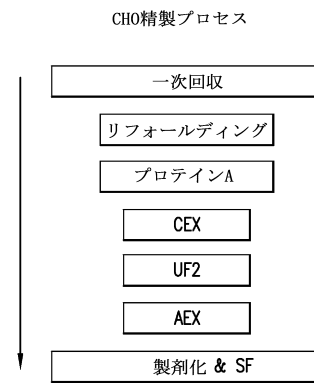 CHO精製プロセス
一次回収
リフォールディング
プロテインA
CEX
UF2
AEX
製剤化 & SF